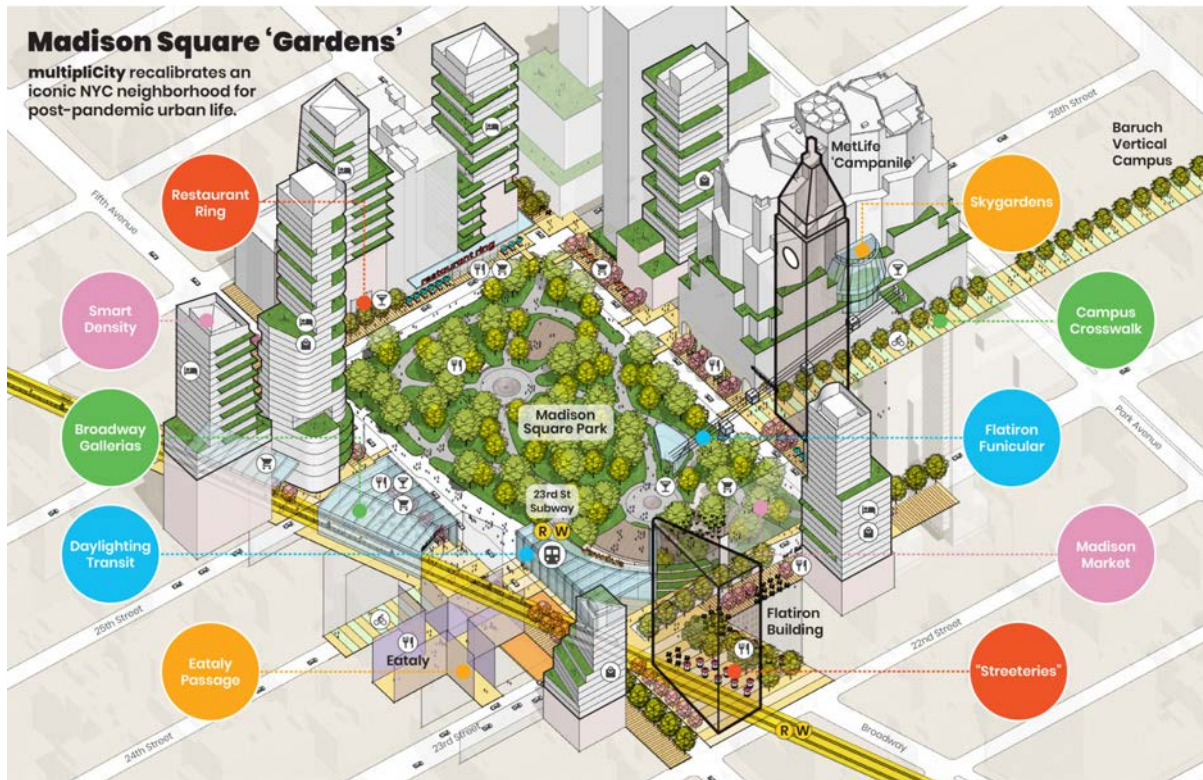 Madison Square ‘Gardens’
multipliCity recalibrates an
iconic NYC neighborhood for
post-pandemic urban life.
26th Street
Baruch
Vertical
Campus
MetLife
‘Campanile’
Fifth Avenue
Restaurant
Ring
Skygardens
restaurant ring
Smart
Density
Campus
Crosswalk
Broadway
Gallerias
Madison
Square Park
Flatiron
Funicular
Park Avenue
23rd St
Subway
R W
Daylighting
Transit
Madison
Market
25th Street
Flatiron
Building
22nd Street
Eataly
Eataly
Passage
"Streeteries"
24th Street
23rd Street
R W
Broadway